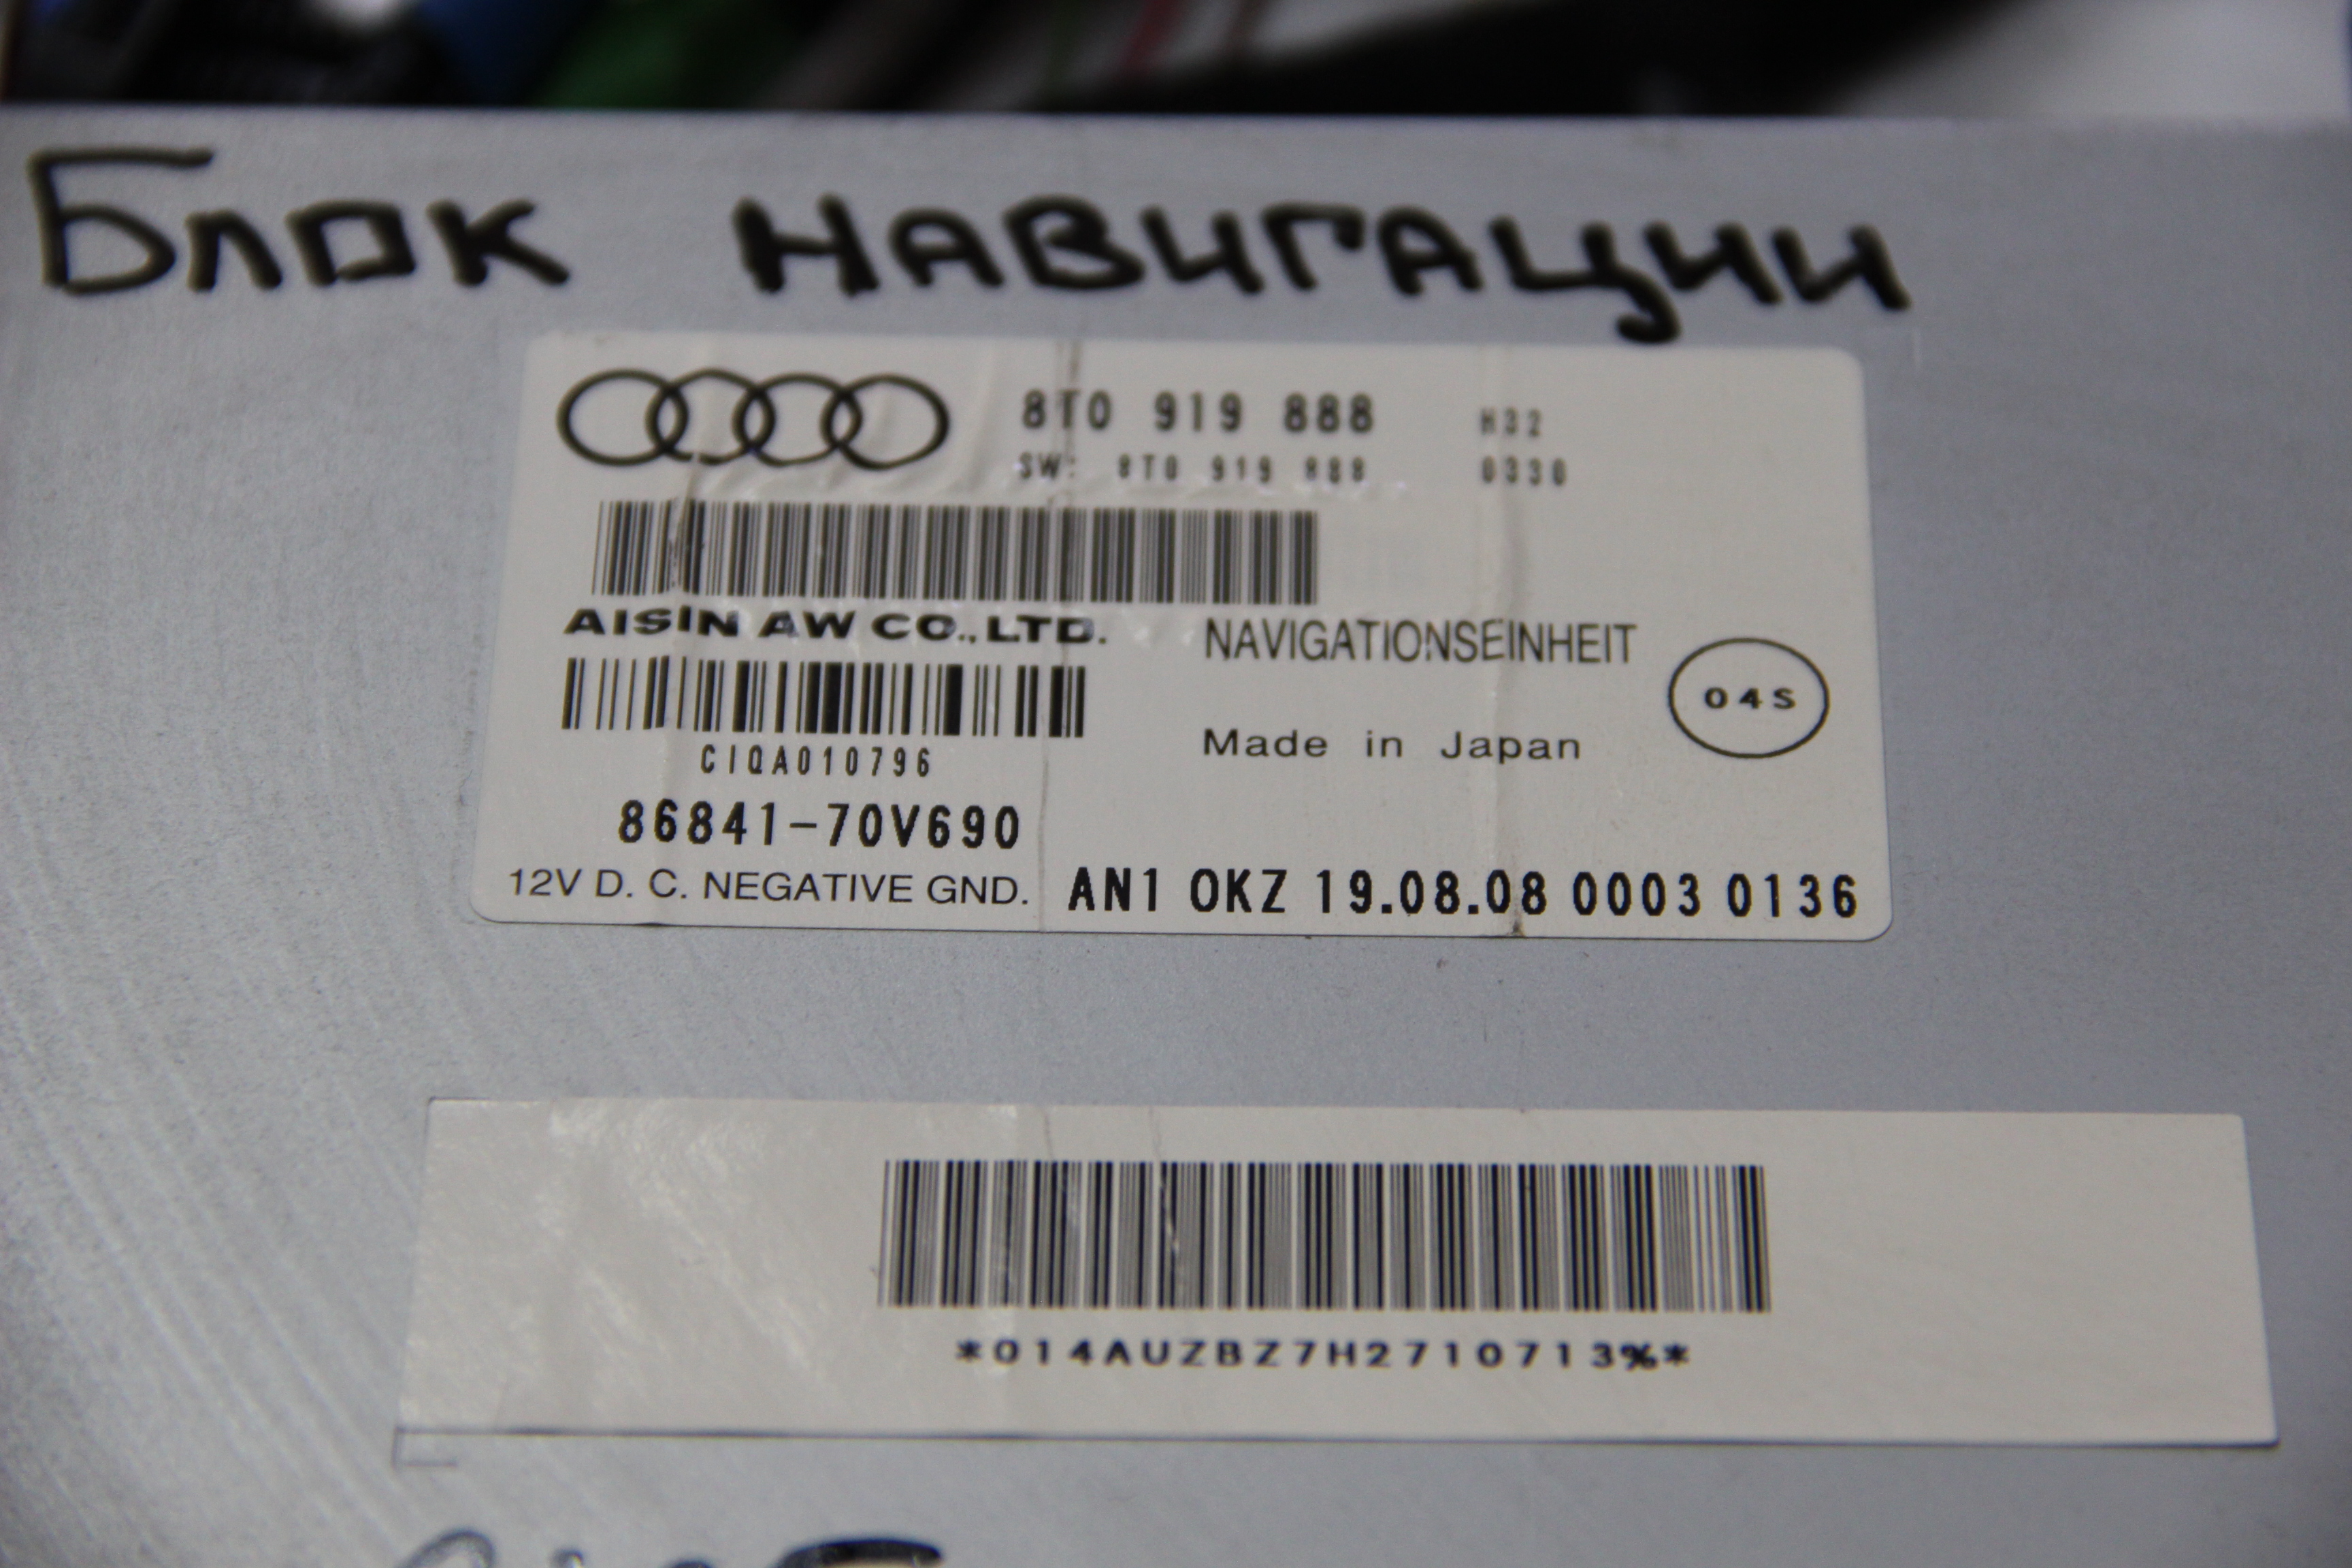 Блок навигации
8T0 919 888 H32
SW: 8T0 919 888 0330
AISIN AW CO., LTD.
NAVIGATIONSEINHEIT
04S
Made in Japan
CIQA010796
86841-70V690
12V D. C. NEGATIVE GND. AN1 0KZ 19.08.08 0003 0136
*014AUZBZ7H2710713%*